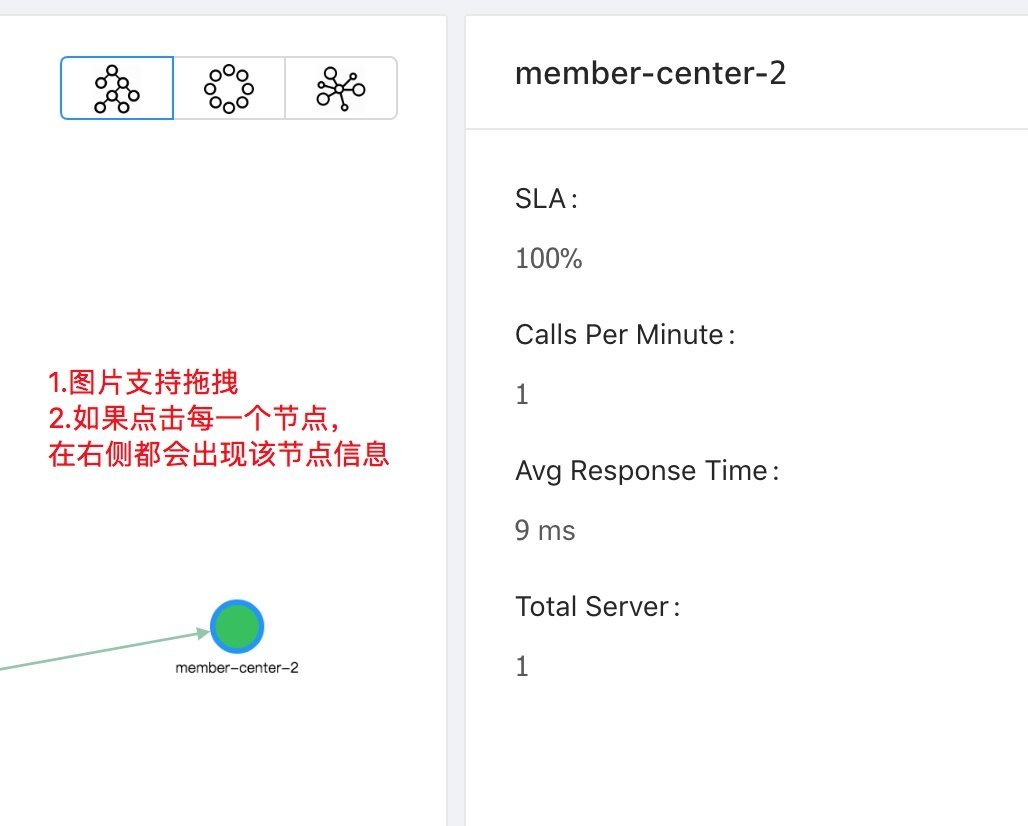 1.图片支持拖拽
2.如果点击每一个节点,
在右侧都会出现该节点信息
member-center-2
member-center-2
SLA:
100%
Calls Per Minute:
1
Avg Response Time:
9 ms
Total Server:
1